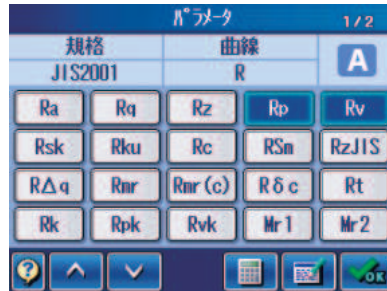 パラメータ 1/2
規格 曲線 A
JIS2001 R
Ra Rq Rz Rp Rv
Rsk Rku Rc RSm RzJIS
RΔq Rmr Rmr(c) Rδc Rt
Rk Rpk Rvk Mr1 Mr2
? OK